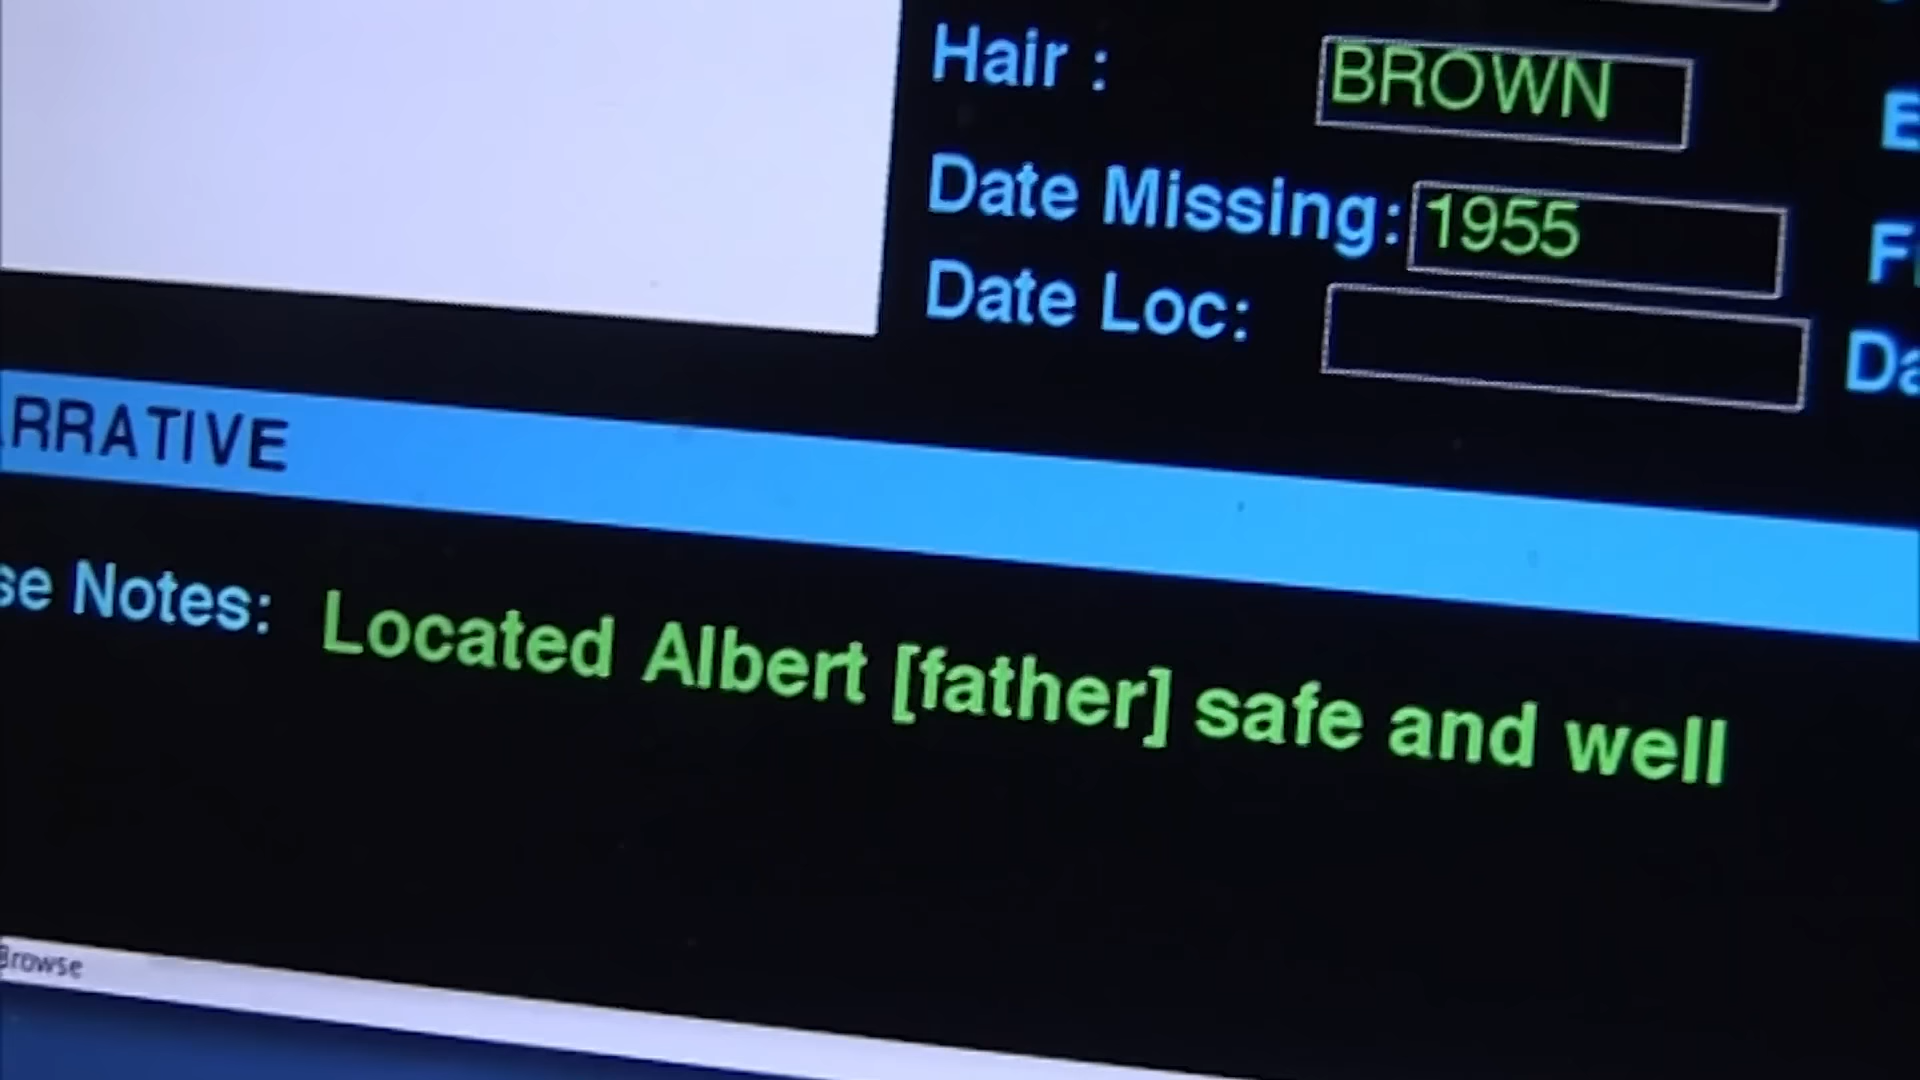 Hair : BROWN
Date Missing: 1955
Date Loc:
RRATIVE
se Notes: Located Albert [father] safe and well
Browse